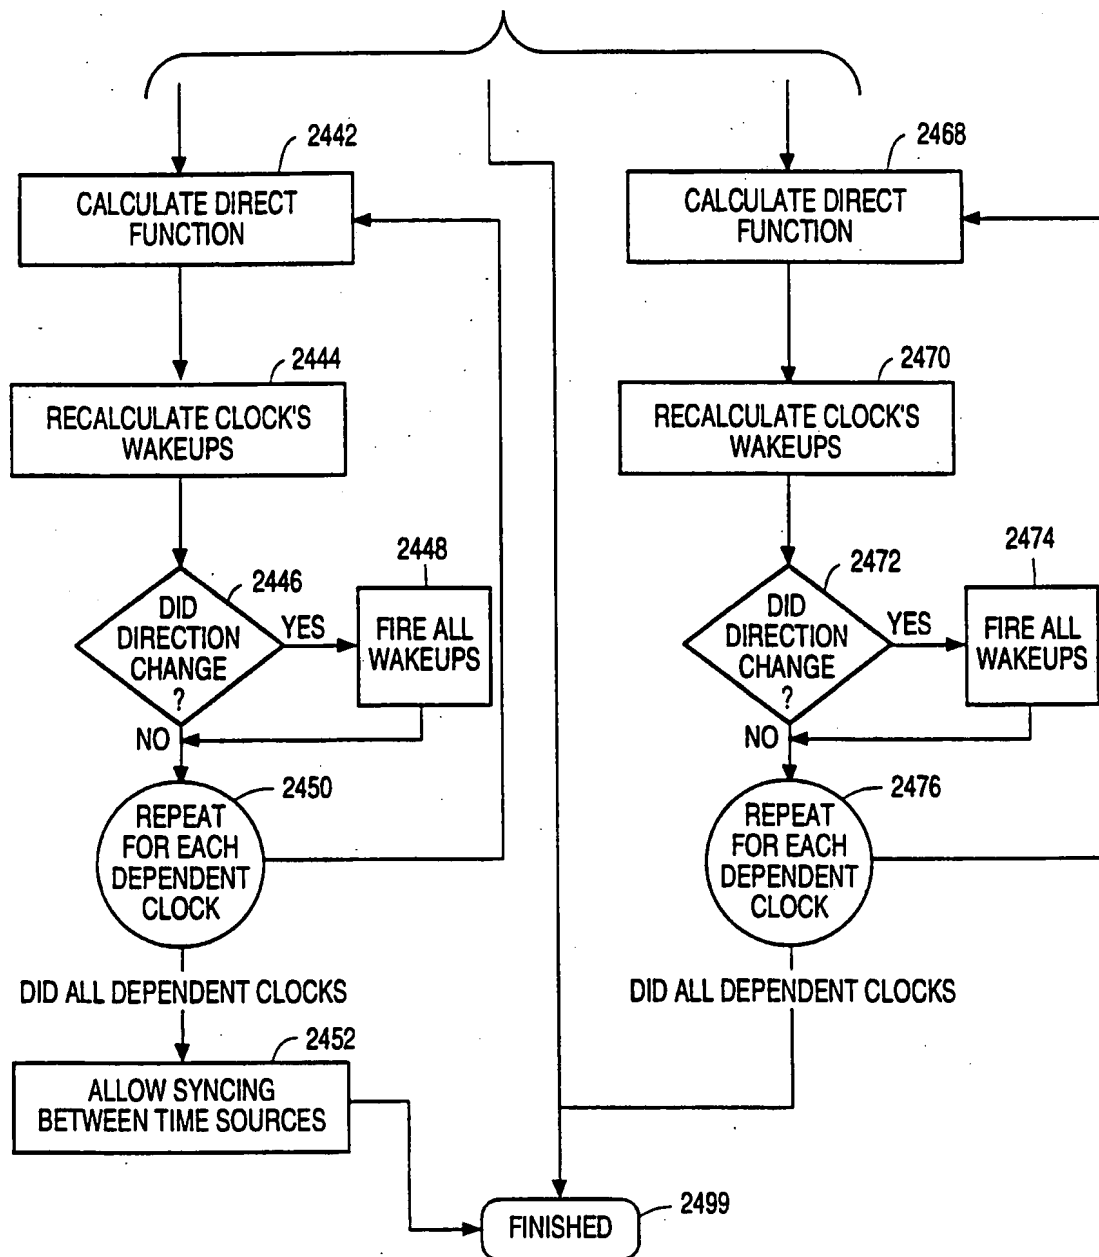 2442
CALCULATE DIRECT
FUNCTION
2444
RECALCULATE CLOCK'S
WAKEUPS
2446
DID
DIRECTION
CHANGE
?
YES
2448
FIRE ALL
WAKEUPS
NO
2450
REPEAT
FOR EACH
DEPENDENT
CLOCK
DID ALL DEPENDENT CLOCKS
2452
ALLOW SYNCING
BETWEEN TIME SOURCES
2468
CALCULATE DIRECT
FUNCTION
2470
RECALCULATE CLOCK'S
WAKEUPS
2472
DID
DIRECTION
CHANGE
?
YES
2474
FIRE ALL
WAKEUPS
NO
2476
REPEAT
FOR EACH
DEPENDENT
CLOCK
DID ALL DEPENDENT CLOCKS
FINISHED
2499